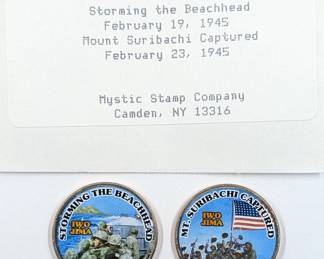 Storming the Beachhead
February 19, 1945
Mount Suribachi Captured
February 23, 1945
Mystic Stamp Company
Camden, NY 13316
STORMING THE BEACHHEAD
IWO
JIMA
MT. SURIBACHI CAPTURED
IWO
JIMA